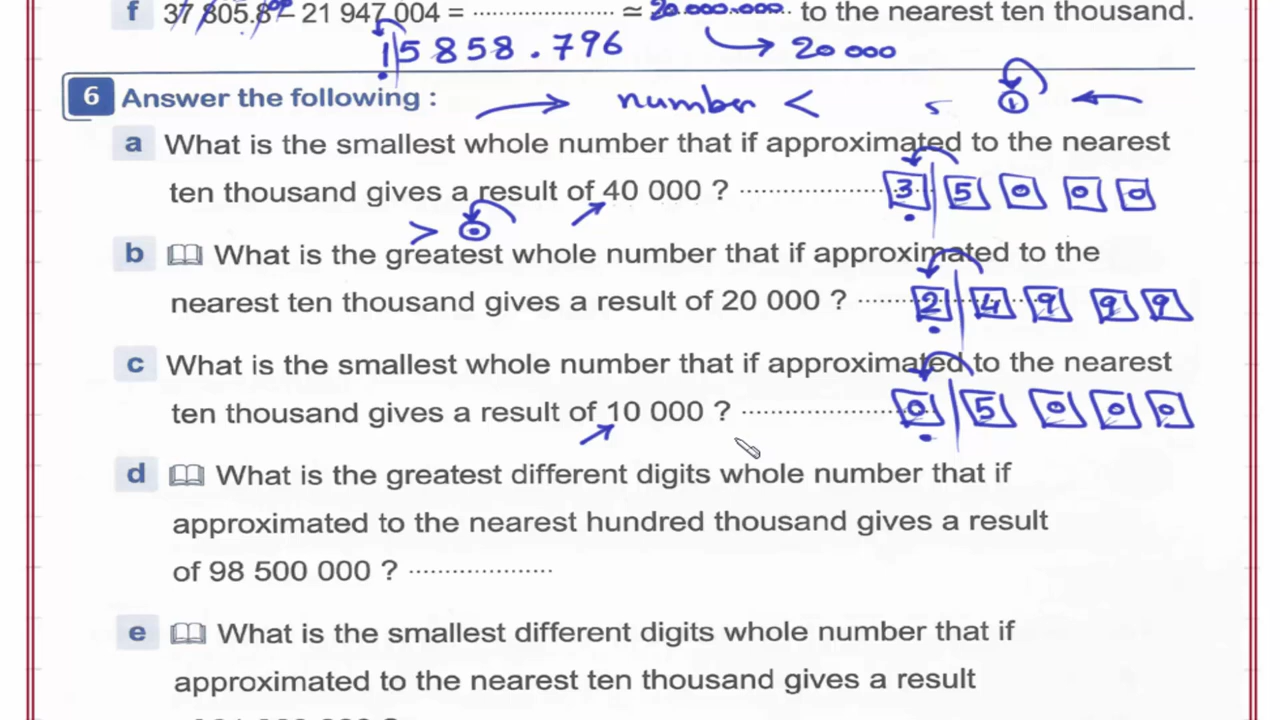 f 37 805.800 – 21 947.004 = .................. ≃ 20.000.000 to the nearest ten thousand.
15858.796 → 20 000
6 Answer the following : → number < 5 1 ←
a What is the smallest whole number that if approximated to the nearest
ten thousand gives a result of 40 000 ? .................. 3 5 0 0 0
> 0
b What is the greatest whole number that if approximated to the
nearest ten thousand gives a result of 20 000 ? .......... 2 4 9 9 9
c What is the smallest whole number that if approximated to the nearest
ten thousand gives a result of 10 000 ? .................. 0 5 0 0 0
d What is the greatest different digits whole number that if
approximated to the nearest hundred thousand gives a result
of 98 500 000 ? ..................
e What is the smallest different digits whole number that if
approximated to the nearest ten thousand gives a result